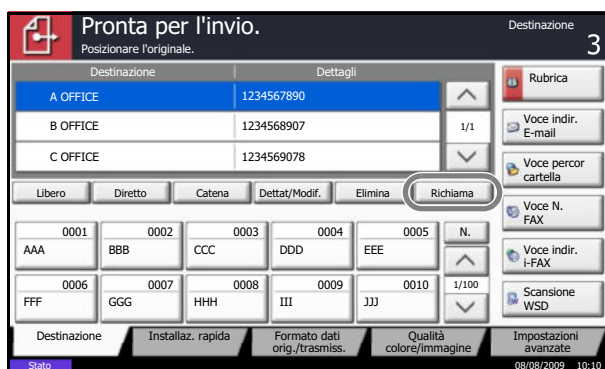 Pronta per l'invio.
Posizionare l'originale.
Destinazione
3
Destinazione Dettagli
A OFFICE 1234567890
B OFFICE 1234568907
C OFFICE 1234569078
1/1
Rubrica
Voce indir.
E-mail
Voce percor
cartella
Voce N.
FAX
Voce indir.
i-FAX
Scansione
WSD
Libero Diretto Catena Dettat/Modif. Elimina Richiama
0001 0002 0003 0004 0005 N.
AAA BBB CCC DDD EEE
0006 0007 0008 0009 0010 1/100
FFF GGG HHH III JJJ
Destinazione Installaz. rapida Formato dati
orig./trasmiss. Qualità
colore/immagine Impostazioni
avanzate
Stato 08/08/2009 10:10